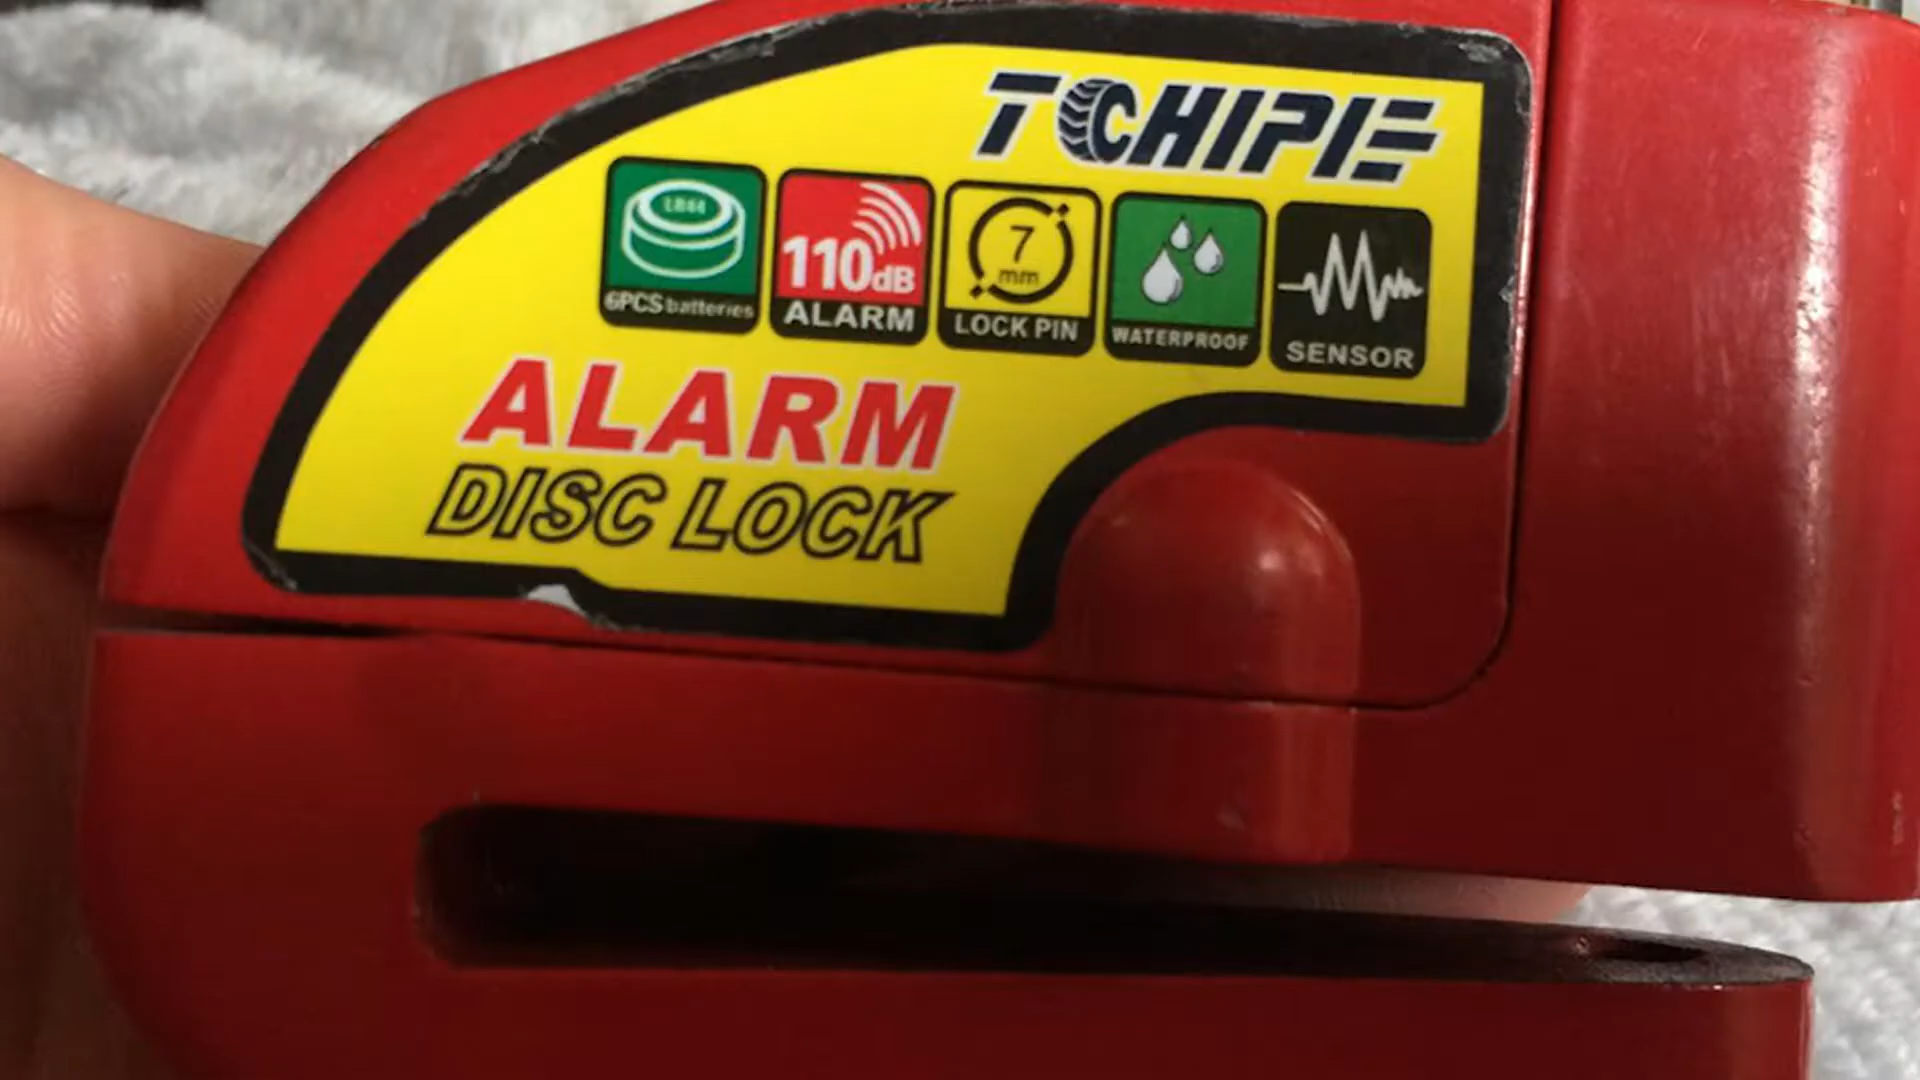 TCHIPIE
LR44
6PCS batteries
110dB
ALARM
7
mm
LOCK PIN
WATERPROOF
SENSOR
ALARM
DISC LOCK